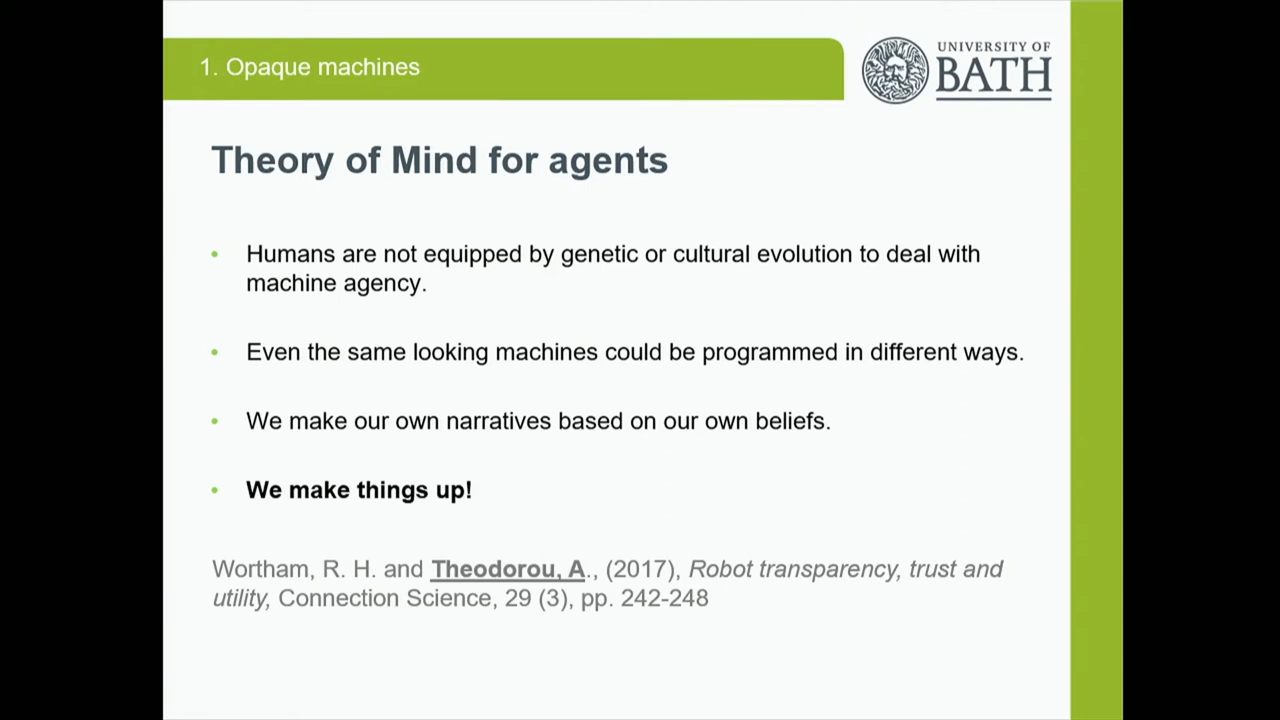 1. Opaque machines
UNIVERSITY OF
BATH
Theory of Mind for agents
• Humans are not equipped by genetic or cultural evolution to deal with
machine agency.
• Even the same looking machines could be programmed in different ways.
• We make our own narratives based on our own beliefs.
• We make things up!
Wortham, R. H. and Theodorou, A., (2017), Robot transparency, trust and
utility, Connection Science, 29 (3), pp. 242-248